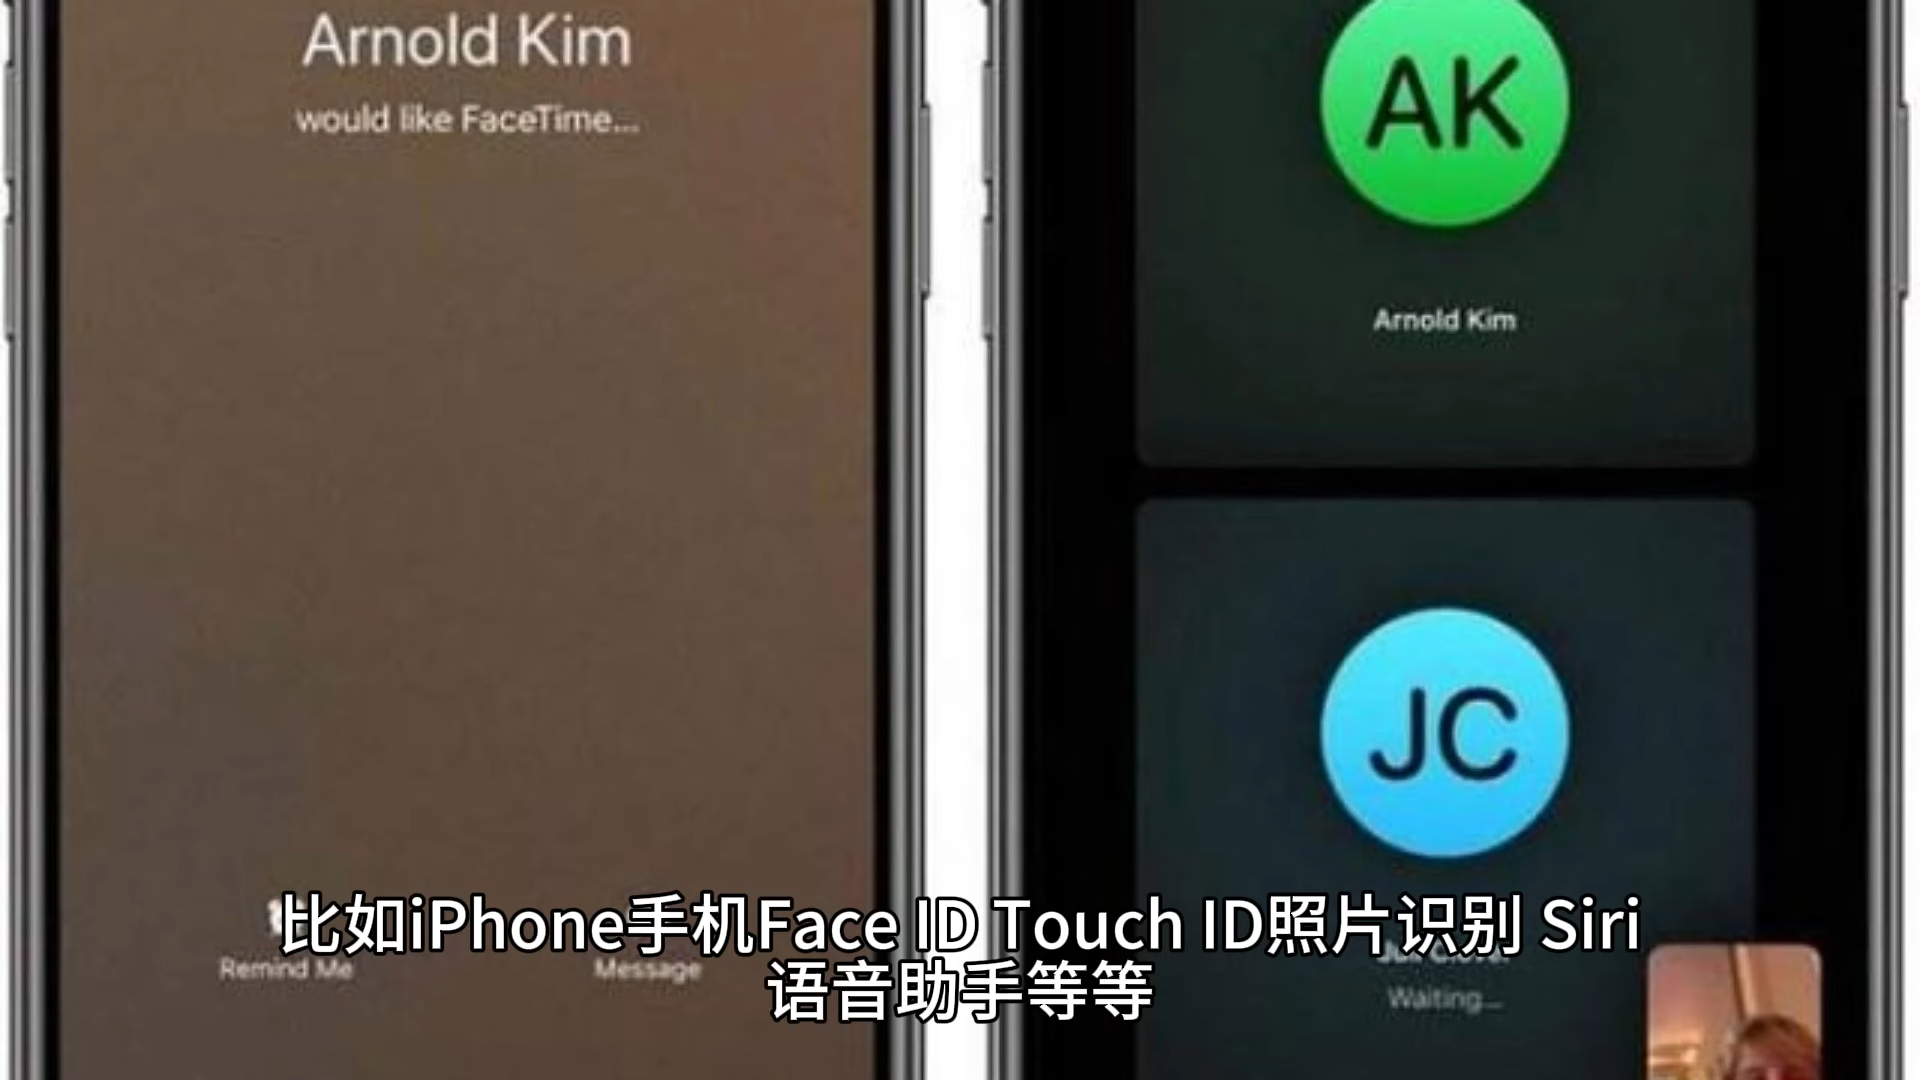 Arnold Kim
would like FaceTime...
AK
Arnold Kim
JC
比如iPhone手机Face ID Touch ID照片识别 Siri
语音助手等等
Remind Me
Message
Waiting...